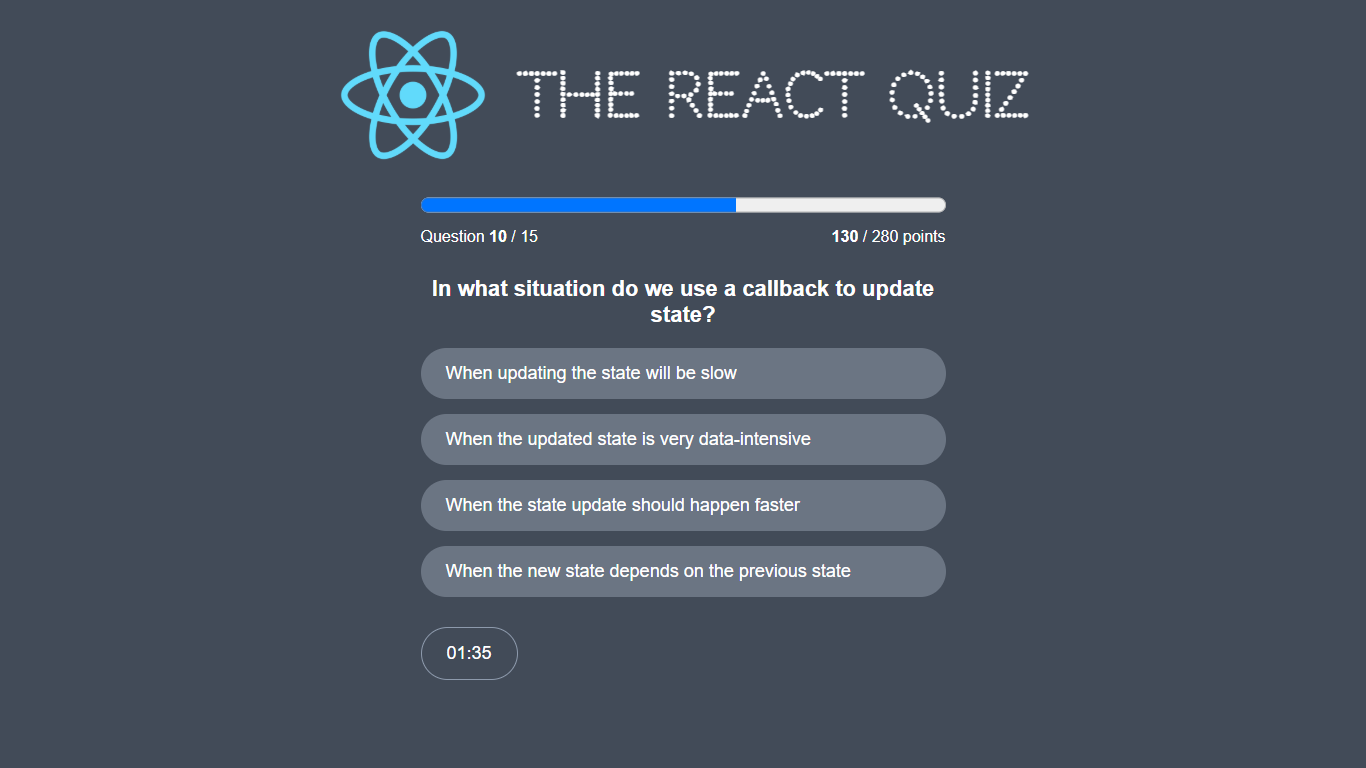 THE REACT QUIZ
Question 10 / 15
130 / 280 points
In what situation do we use a callback to update
state?
When updating the state will be slow
When the updated state is very data-intensive
When the state update should happen faster
When the new state depends on the previous state
01:35